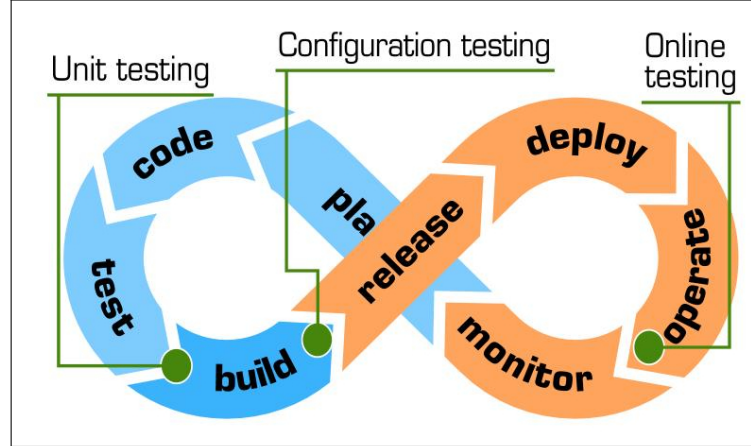 Unit testing
Configuration testing
Online
testing
code
pla
release
deploy
test
operate
build
monitor